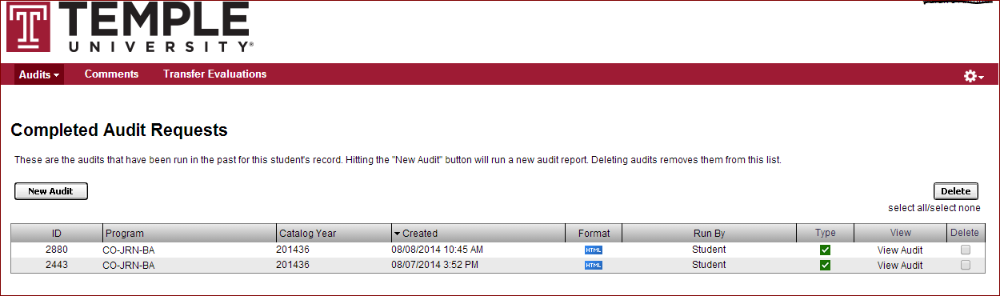 TEMPLE
UNIVERSITY®
Audits Comments Transfer Evaluations
Completed Audit Requests
These are the audits that have been run in the past for this student's record. Hitting the "New Audit" button will run a new audit report. Deleting audits removes them from this list.
New Audit Delete
select all/select none
ID Program Catalog Year Created Format Run By Type View Delete
2880 CO-JRN-BA 201436 08/08/2014 10:45 AM HTML Student View Audit
2443 CO-JRN-BA 201436 08/07/2014 3:52 PM HTML Student View Audit